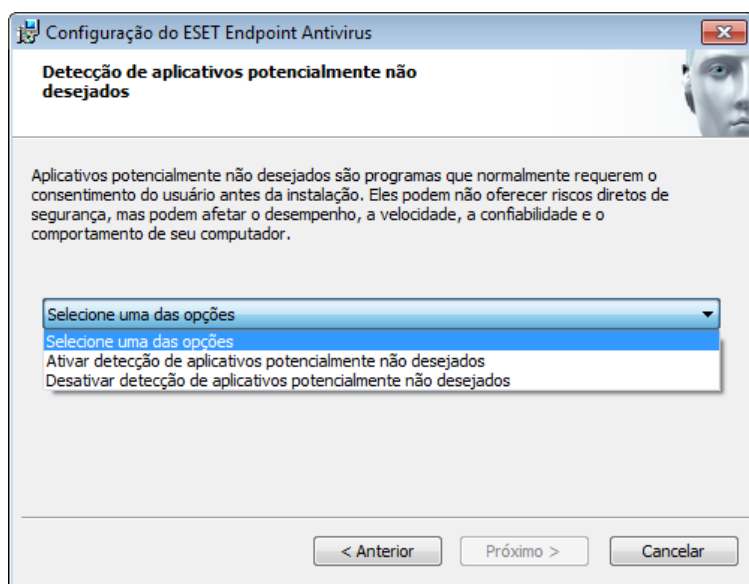 Configuração do ESET Endpoint Antivirus
Detecção de aplicativos potencialmente não
desejados
Aplicativos potencialmente não desejados são programas que normalmente requerem o
consentimento do usuário antes da instalação. Eles podem não oferecer riscos diretos de
segurança, mas podem afetar o desempenho, a velocidade, a confiabilidade e o
comportamento de seu computador.
Selecione uma das opções
Selecione uma das opções
Ativar detecção de aplicativos potencialmente não desejados
Desativar detecção de aplicativos potencialmente não desejados
< Anterior
Próximo >
Cancelar